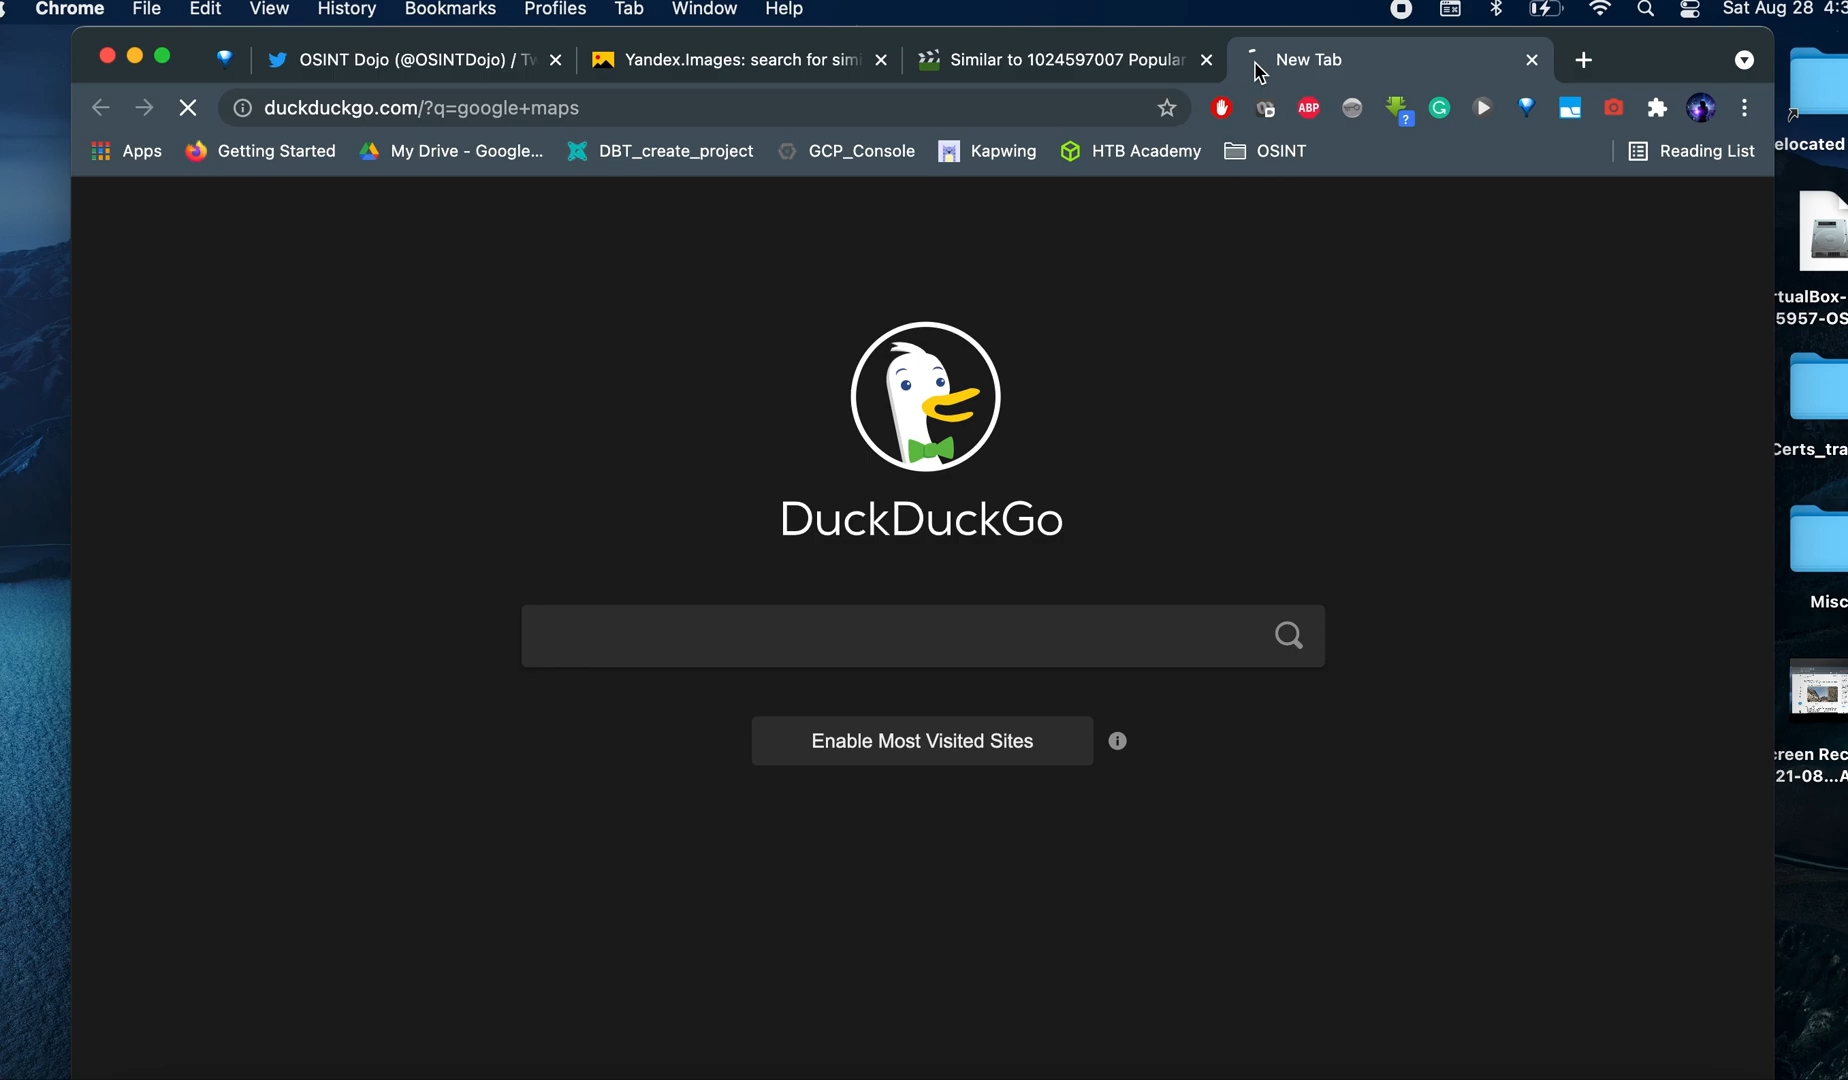 Chrome File Edit View History Bookmarks Profiles Tab Window Help Sat Aug 28 4:3
OSINT Dojo (@OSINTDojo) / Tw Yandex.Images: search for simi Similar to 1024597007 Popular New Tab
duckduckgo.com/?q=google+maps ABP ?
Apps Getting Started My Drive - Google... DBT_create_project GCP_Console Kapwing HTB Academy OSINT Reading List
elocated
rtualBox-
5957-OS
DuckDuckGo
Certs_tra
Misc
Enable Most Visited Sites
creen Rec
21-08...A